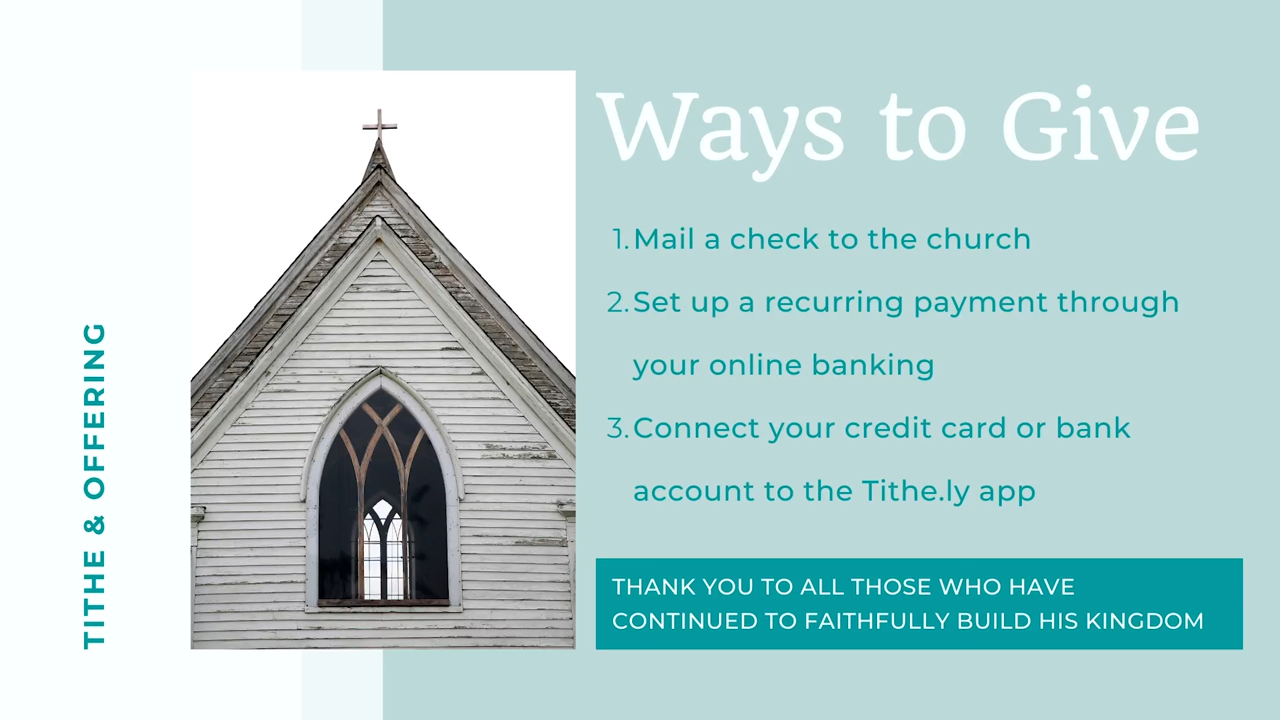 TITHE & OFFERING
Ways to Give
1. Mail a check to the church
2. Set up a recurring payment through
your online banking
3. Connect your credit card or bank
account to the Tithe.ly app
THANK YOU TO ALL THOSE WHO HAVE
CONTINUED TO FAITHFULLY BUILD HIS KINGDOM